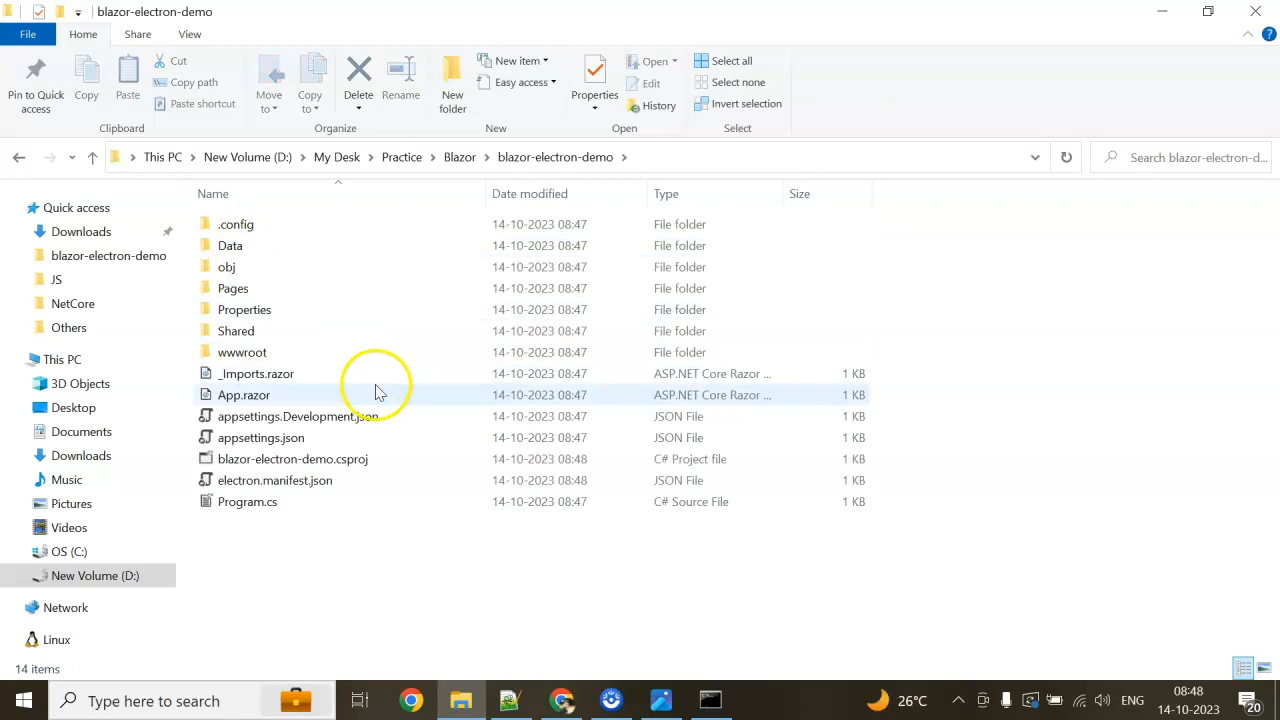 blazor-electron-demo
File Home Share View
Pin to Quick access
Copy
Paste
Cut
Copy path
Paste shortcut
Clipboard
Move to
Copy to
Delete
Rename
Organize
New folder
New item
Easy access
New
Properties
Open
Edit
History
Open
Select all
Select none
Invert selection
Select
This PC > New Volume (D:) > My Desk > Practice > Blazor > blazor-electron-demo >
Search blazor-electron-d...
Name Date modified Type Size
.config 14-10-2023 08:47 File folder
Data 14-10-2023 08:47 File folder
obj 14-10-2023 08:47 File folder
Pages 14-10-2023 08:47 File folder
Properties 14-10-2023 08:47 File folder
Shared 14-10-2023 08:47 File folder
wwwroot 14-10-2023 08:47 File folder
_Imports.razor 14-10-2023 08:47 ASP.NET Core Razor ... 1 KB
App.razor 14-10-2023 08:47 ASP.NET Core Razor ... 1 KB
appsettings.Development.json 14-10-2023 08:47 JSON File 1 KB
appsettings.json 14-10-2023 08:47 JSON File 1 KB
blazor-electron-demo.csproj 14-10-2023 08:48 C# Project file 1 KB
electron.manifest.json 14-10-2023 08:48 JSON File 1 KB
Program.cs 14-10-2023 08:47 C# Source File 1 KB
Quick access
Downloads
blazor-electron-demo
JS
NetCore
Others
This PC
3D Objects
Desktop
Documents
Downloads
Music
Pictures
Videos
OS (C:)
New Volume (D:)
Network
Linux
14 items
Type here to search
26°C
ENG
08:48
14-10-2023
20